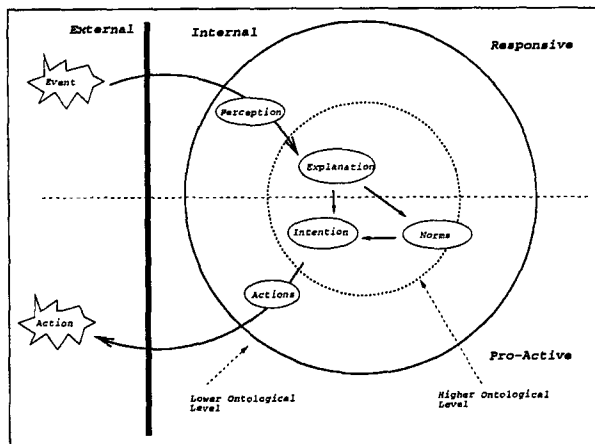 External
Internal
Responsive
Event
Perception
Explanation
Intention
Norms
Actions
Action
Pro-Active
Lower Ontological
Level
Higher Ontological
Level